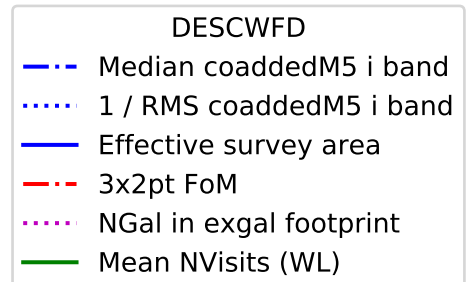 DESCWFD
Median coaddedM5 i band
1 / RMS coaddedM5 i band
Effective survey area
3x2pt FoM
NGal in exgal footprint
Mean NVisits (WL)